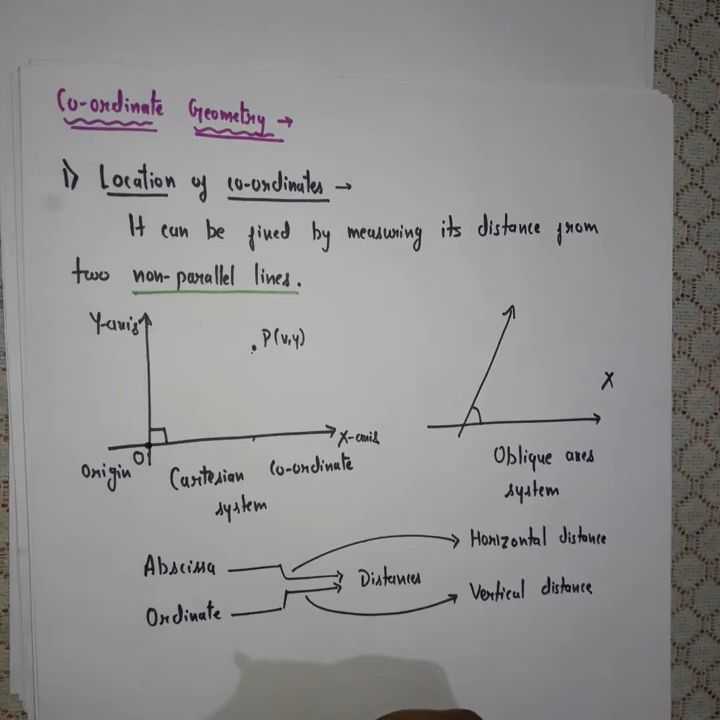 Co-ordinate Geometry →
1) Location of co-ordinates →
It can be fixed by measuring its distance from
two non-parallel lines.
Y-axis
P(x,y)
X
X-axis
O
Origin
Cartesian co-ordinate
system
Oblique axes
system
Abscissa
Distances
Horizontal distance
Ordinate
Vertical distance